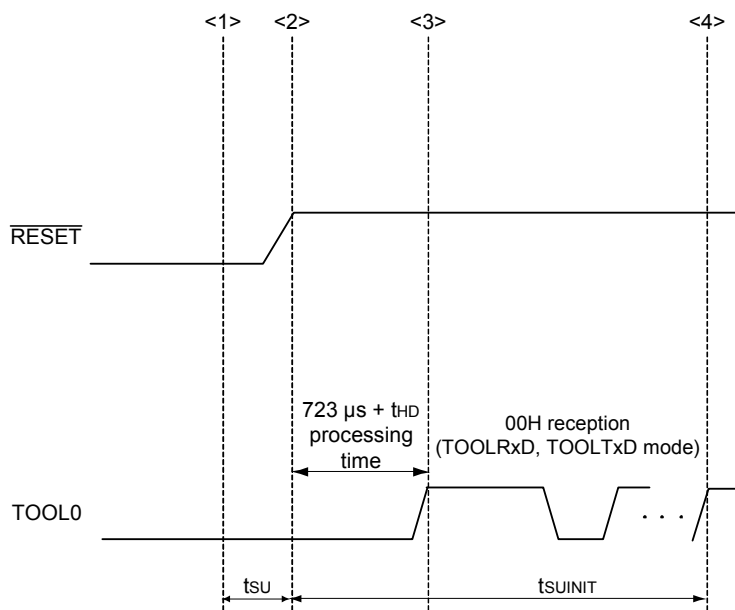 <1> <2> <3> <4>
RESET
723 µs + tHD
processing
time
00H reception
(TOOLRxD, TOOLTxD mode)
TOOL0
. . .
tSU tSUINIT